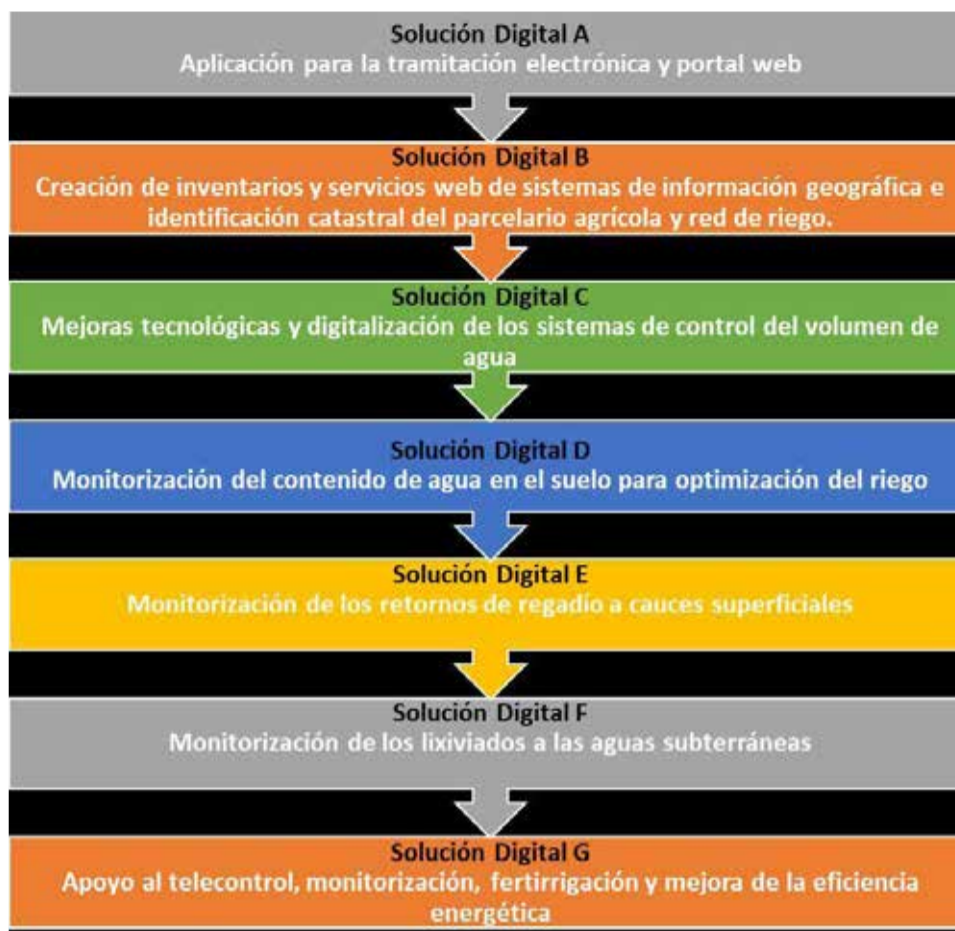 Solución Digital A
Aplicación para la tramitación electrónica y portal web
Solución Digital B
Creación de inventarios y servicios web de sistemas de información geográfica e
identificación catastral del parcelario agrícola y red de riego.
Solución Digital C
Mejoras tecnológicas y digitalización de los sistemas de control del volumen de
agua
Solución Digital D
Monitorización del contenido de agua en el suelo para optimización del riego
Solución Digital E
Monitorización de los retornos de regadío a cauces superficiales
Solución Digital F
Monitorización de los lixiviados a las aguas subterráneas
Solución Digital G
Apoyo al telecontrol, monitorización, fertirrigación y mejora de la eficiencia
energética